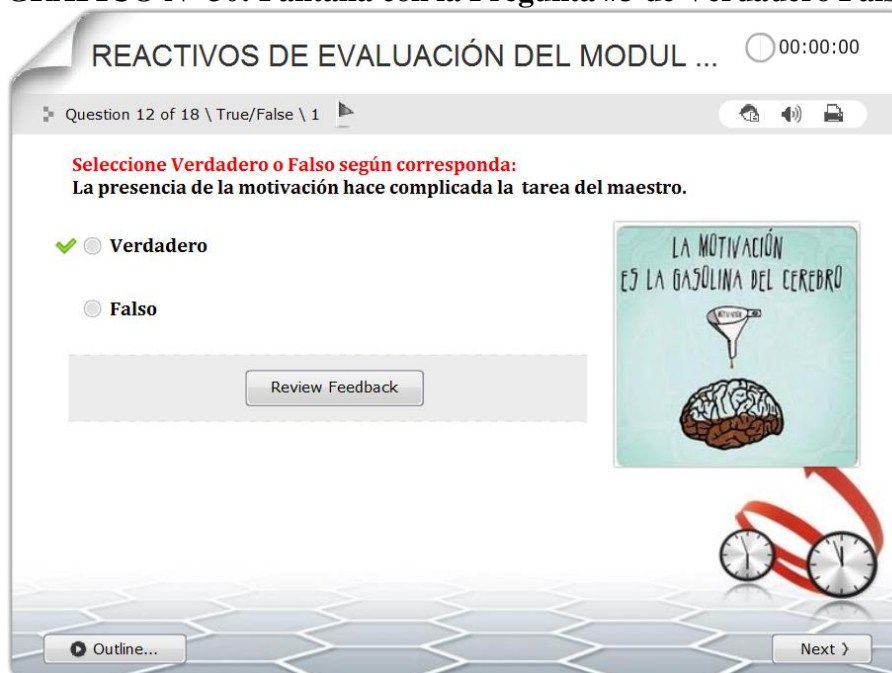 REACTIVOS DE EVALUACIÓN DEL MODUL ...
00:00:00
Question 12 of 18 \ True/False \ 1
Seleccione Verdadero o Falso según corresponda:
La presencia de la motivación hace complicada la tarea del maestro.
Verdadero
Falso
Review Feedback
LA MOTIVACIÓN
ES LA GASOLINA DEL CEREBRO
Outline...
Next